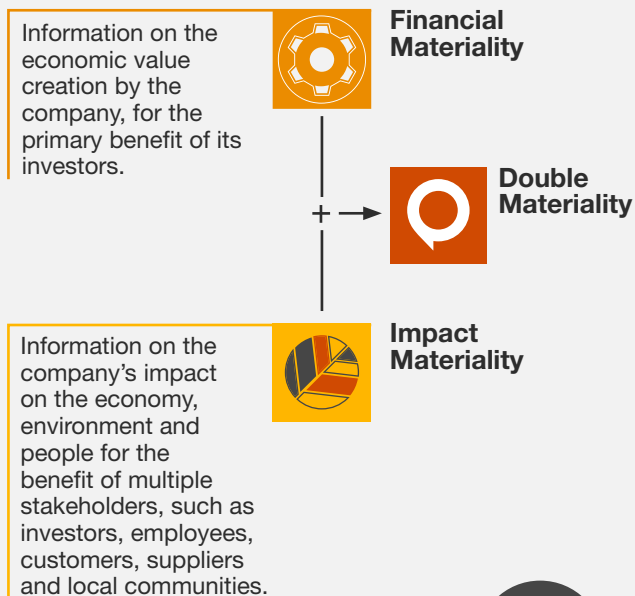 Information on the
economic value
creation by the
company, for the
primary benefit of its
investors.
Financial
Materiality
+
Double
Materiality
Information on the
company’s impact
on the economy,
environment and
people for the
benefit of multiple
stakeholders, such as
investors, employees,
customers, suppliers
and local communities.
Impact
Materiality